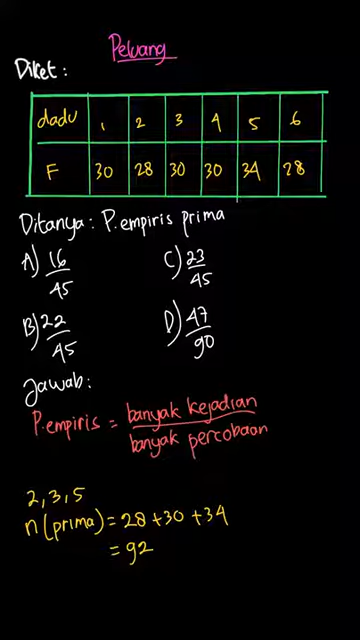 Peluang
Diket:
dadu 1 2 3 4 5 6
F 30 28 30 30 34 28
Ditanya: P.empiris prima
A) 16/45 C) 23/45
B) 22/45 D) 47/90
Jawab:
P.empiris = banyak kejadian/banyak percobaan
2, 3, 5
n(prima) = 28 + 30 + 34
= 92